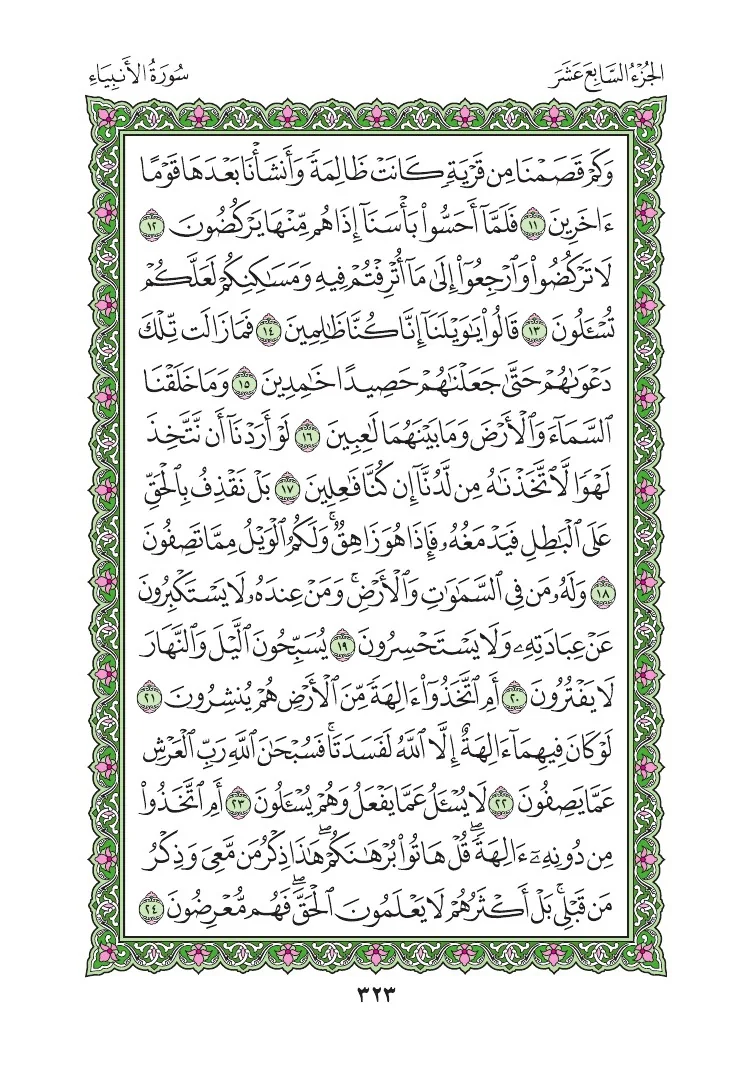 الجزء السابع عشر
سورة الأنبياء
وَكَمْ قَصَمْنَا مِن قَرْيَةٍ كَانَتْ ظَالِمَةً وَأَنشَأْنَا بَعْدَهَا قَوْمًا
ءَاخَرِينَ ١١ فَلَمَّآ أَحَسُّوا۟ بَأْسَنَآ إِذَا هُم مِّنْهَا يَرْكُضُونَ ١٢
لَا تَرْكُضُوا۟ وَٱرْجِعُوٓا۟ إِلَىٰ مَآ أُتْرِفْتُمْ فِيهِ وَمَسَـٰكِنِكُمْ لَعَلَّكُمْ
تُسْـَٔلُونَ ١٣ قَالُوا۟ يَـٰوَيْلَنَآ إِنَّا كُنَّا ظَـٰلِمِينَ ١٤ فَمَا زَالَت تِّلْكَ
دَعْوَىٰهُمْ حَتَّىٰ جَعَلْنَـٰهُمْ حَصِيدًا خَـٰمِدِينَ ١٥ وَمَا خَلَقْنَا
ٱلسَّمَآءَ وَٱلْأَرْضَ وَمَا بَيْنَهُمَا لَـٰعِبِينَ ١٦ لَوْ أَرَدْنَآ أَن نَّتَّخِذَ
لَهْوًا لَّٱتَّخَذْنَـٰهُ مِن لَّدُنَّآ إِن كُنَّا فَـٰعِلِينَ ١٧ بَلْ نَقْذِفُ بِٱلْحَقِّ
عَلَى ٱلْبَـٰطِلِ فَيَدْمَغُهُۥ فَإِذَا هُوَ زَاهِقٌ ۚ وَلَكُمُ ٱلْوَيْلُ مِمَّا تَصِفُونَ
١٨ وَلَهُۥ مَن فِى ٱلسَّمَـٰوَٰتِ وَٱلْأَرْضِ ۚ وَمَنْ عِندَهُۥ لَا يَسْتَكْبِرُونَ
عَنْ عِبَادَتِهِۦ وَلَا يَسْتَحْسِرُونَ ١٩ يُسَبِّحُونَ ٱلَّيْلَ وَٱلنَّهَارَ
لَا يَفْتُرُونَ ٢٠ أَمِ ٱتَّخَذُوٓا۟ ءَالِهَةً مِّنَ ٱلْأَرْضِ هُمْ يُنشِرُونَ ٢١
لَوْ كَانَ فِيهِمَآ ءَالِهَةٌ إِلَّا ٱللَّهُ لَفَسَدَتَا ۚ فَسُبْحَـٰنَ ٱللَّهِ رَبِّ ٱلْعَرْشِ
عَمَّا يَصِفُونَ ٢٢ لَا يُسْـَٔلُ عَمَّا يَفْعَلُ وَهُمْ يُسْـَٔلُونَ ٢٣ أَمِ ٱتَّخَذُوا۟
مِن دُونِهِۦٓ ءَالِهَةً ۖ قُلْ هَاتُوا۟ بُرْهَـٰنَكُمْ ۖ هَـٰذَا ذِكْرُ مَن مَّعِىَ وَذِكْرُ
مَن قَبْلِى ۗ بَلْ أَكْثَرُهُمْ لَا يَعْلَمُونَ ٱلْحَقَّ ۖ فَهُم مُّعْرِضُونَ ٢٤
٣٢٣